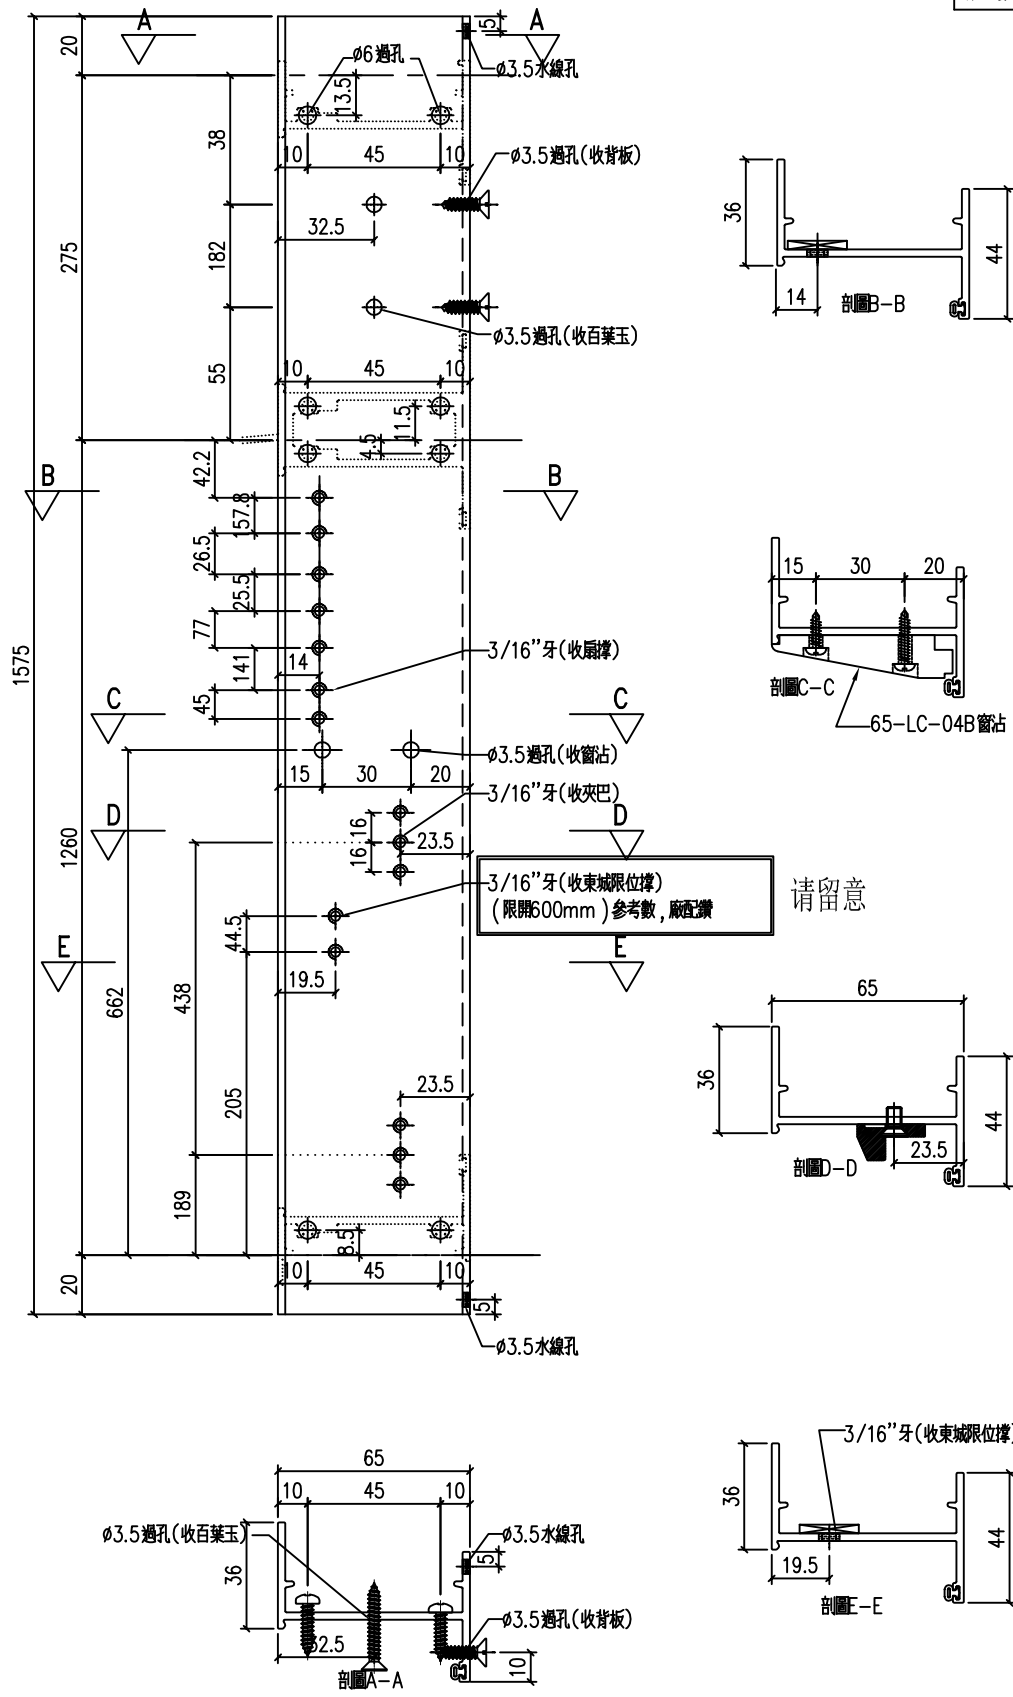 A
A
5
20
ø6過孔
ø3.5水線孔
13.5
38
10
45
10
ø3.5過孔(收背板)
32.5
275
182
ø3.5過孔(收百葉玉)
55
10
45
10
11.5
4.5
42.2
B
B
157.8
26.5
25.5
77
1575
141
14
3/16”牙(收扇撐)
45
C
C
ø3.5過孔(收窗沾)
15
30
20
3/16”牙(收夾巴)
D
D
16
16
23.5
1260
3/16”牙(收東城限位撐)
(限開600mm)參考數,廠配鑽
请留意
44.5
E
E
19.5
662
438
205
23.5
189
8.5
10
45
10
20
5
ø3.5水線孔
36
44
14
剖圖B-B
15
30
20
剖圖C-C
65-LC-04B窗沾
65
36
44
23.5
剖圖D-D
65
10
45
10
ø3.5過孔(收百葉玉)
ø3.5水線孔
5
36
32.5
ø3.5過孔(收背板)
10
剖圖A-A
3/16”牙(收東城限位撐)
36
44
19.5
剖圖E-E